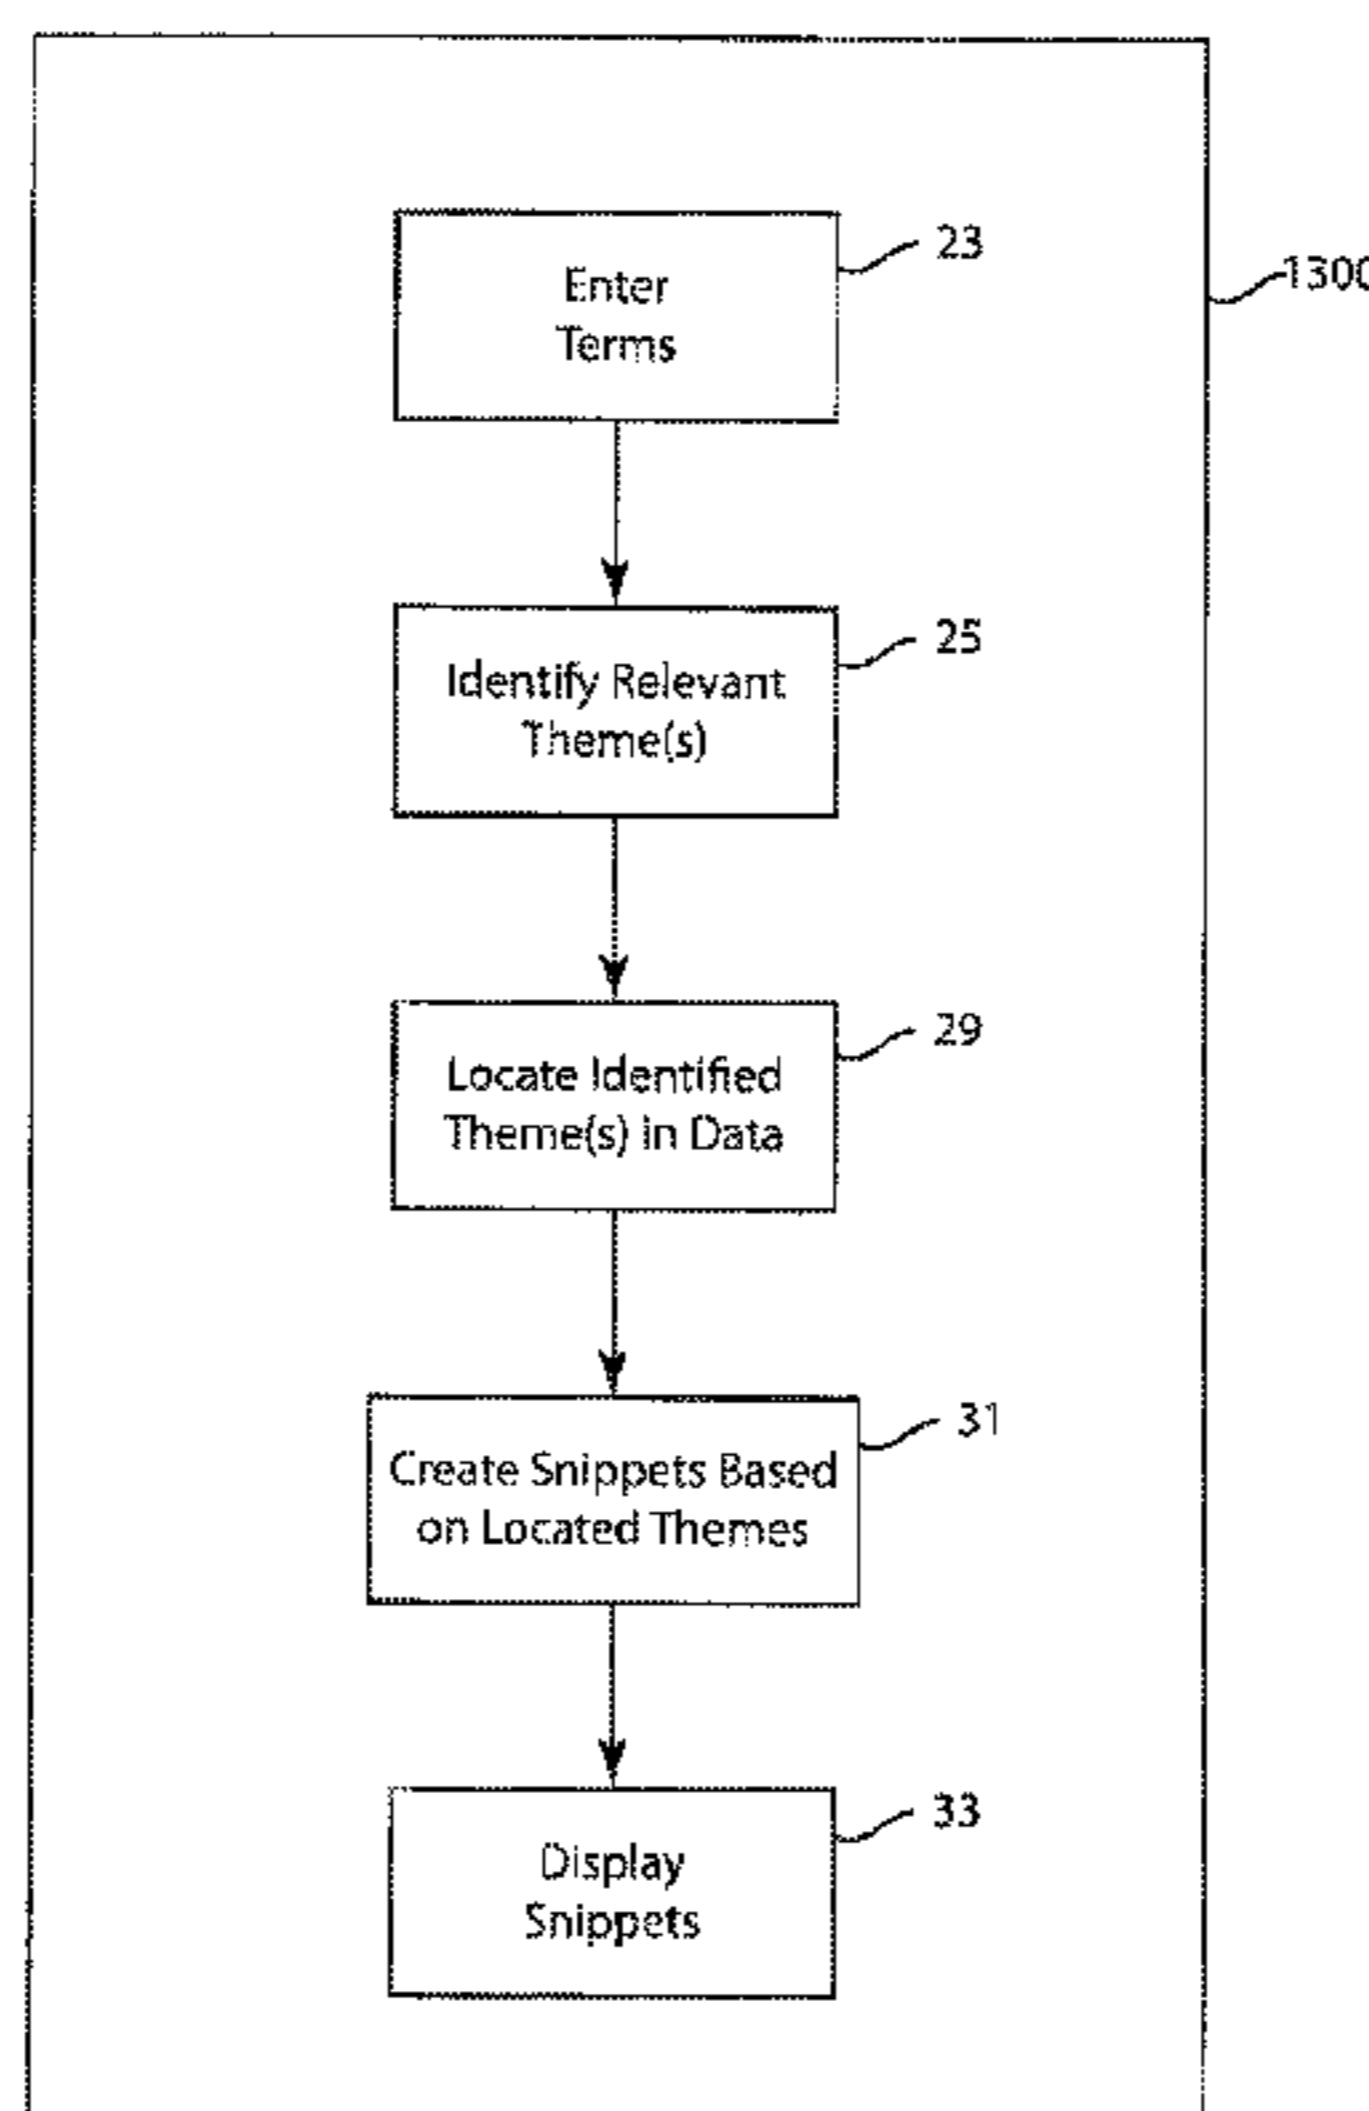 Enter
Terms
23
1300
Identify Relevant
Theme(s)
25
Locate Identified
Theme(s) in Data
29
Create Snippets Based
on Located Themes
31
Display
Snippets
33